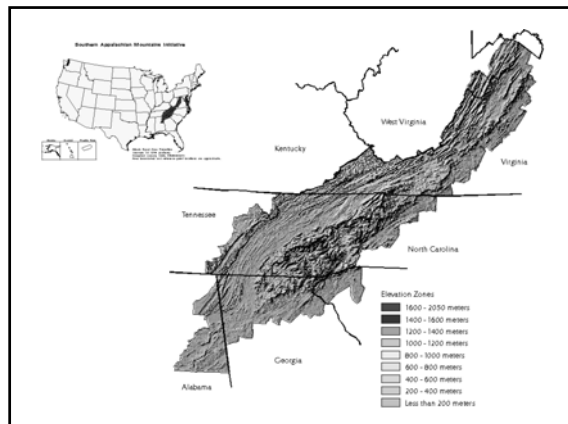 Southern Appalachian Mountains Initiative
West Virginia
Kentucky
Virginia
Tennessee
North Carolina
Georgia
Alabama
Elevation Zones
1600 - 2050 meters
1400 - 1600 meters
1200 - 1400 meters
1000 - 1200 meters
800 - 1000 meters
600 - 800 meters
400 - 600 meters
200 - 400 meters
Less than 200 meters